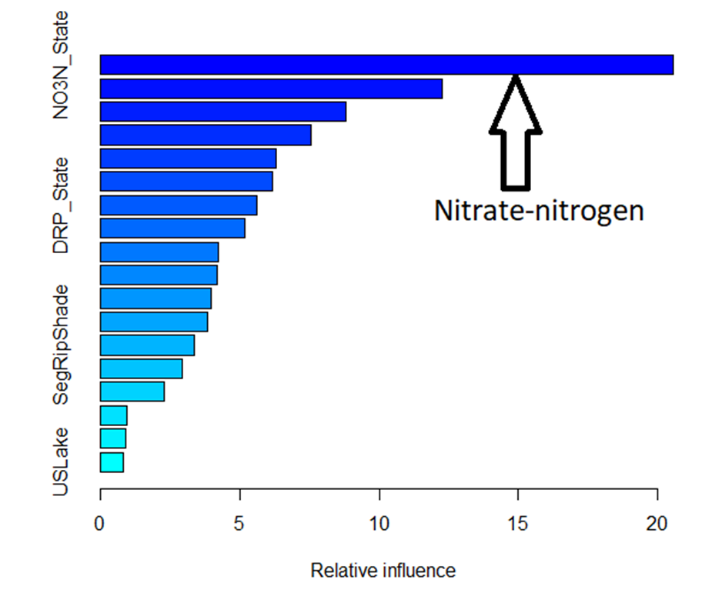 NO3N_State
DRP_State
SegRipShade
USLake
Nitrate-nitrogen
0 5 10 15 20
Relative influence